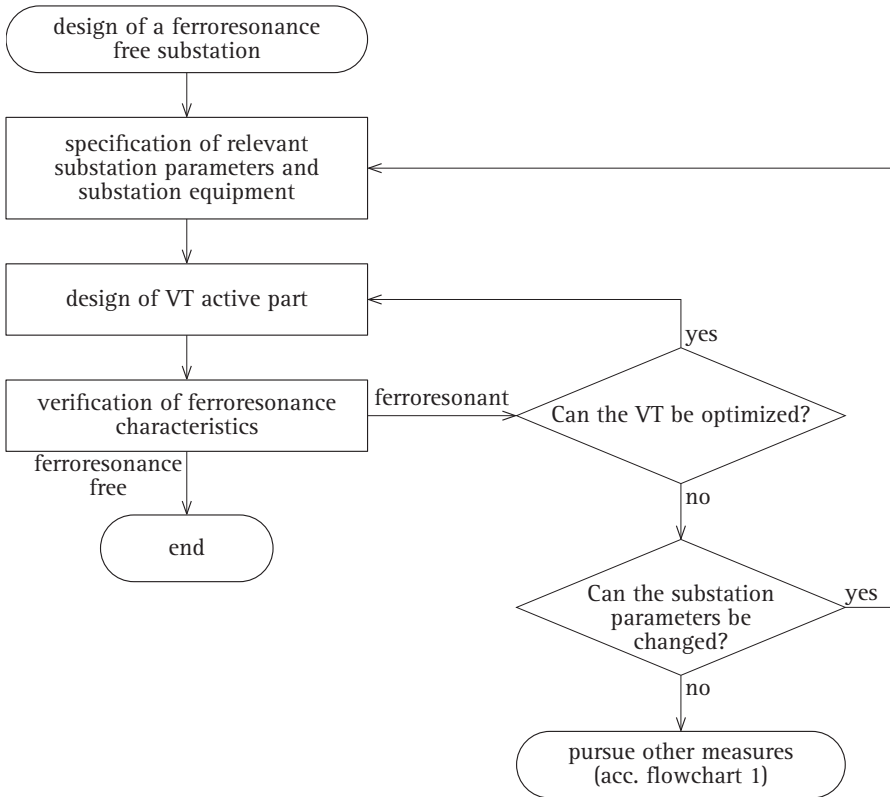 design of a ferroresonance
free substation
specification of relevant
substation parameters and
substation equipment
design of VT active part
yes
verification of ferroresonance
characteristics
ferroresonant
Can the VT be optimized?
ferroresonance
free
no
end
Can the substation
parameters be
changed?
yes
no
pursue other measures
(acc. flowchart 1)